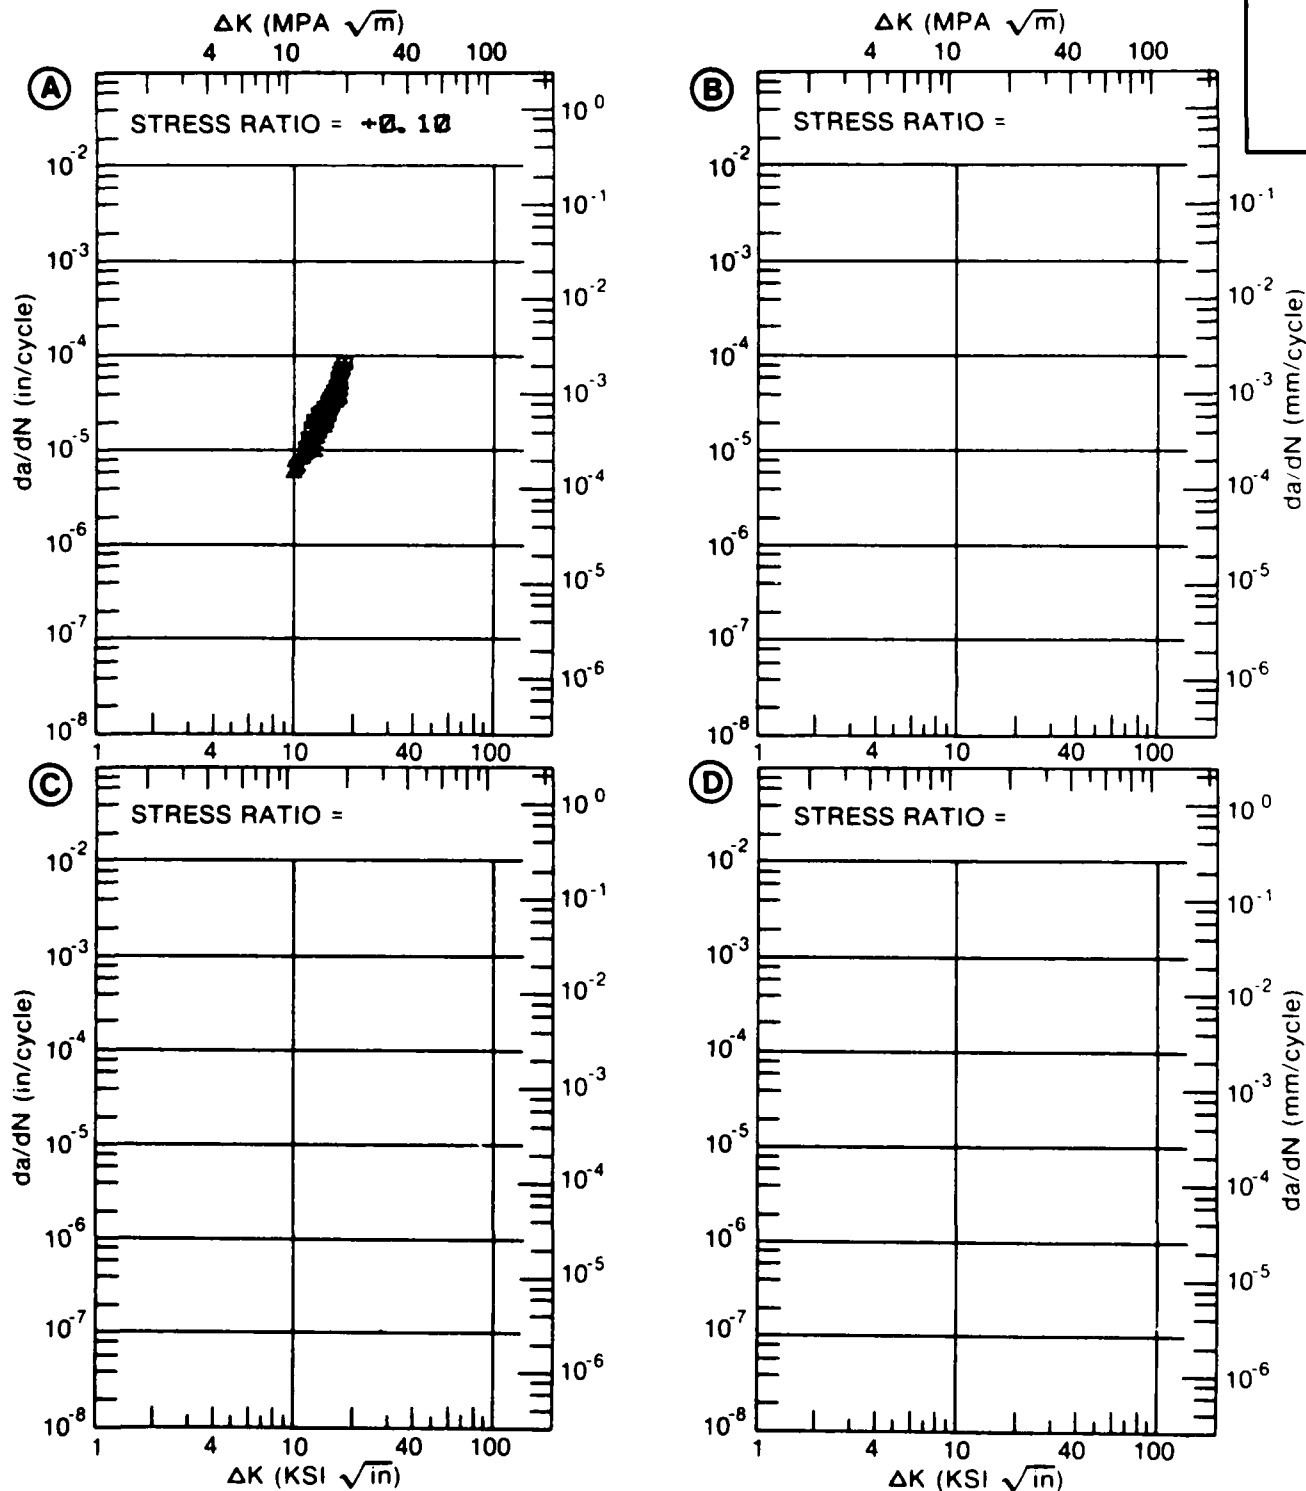 ΔK (MPA √m)
4 10 40 100
A
STRESS RATIO = +0.10
10^0
10^-2
10^-1
10^-3
10^-2
10^-4
10^-3
10^-5
10^-4
10^-6
10^-5
10^-7
10^-6
10^-8
1 4 10 40 100
da/dN (in/cycle)
ΔK (MPA √m)
4 10 40 100
B
STRESS RATIO =
10^-2
10^-1
10^-3
10^-2
10^-4
10^-3
10^-5
10^-4
10^-6
10^-5
10^-7
10^-6
10^-8
1 4 10 40 100
da/dN (mm/cycle)
C
STRESS RATIO =
10^0
10^-2
10^-1
10^-3
10^-2
10^-4
10^-3
10^-5
10^-4
10^-6
10^-5
10^-7
10^-6
10^-8
1 4 10 40 100
da/dN (in/cycle)
ΔK (KSI √in)
D
STRESS RATIO =
10^0
10^-2
10^-1
10^-3
10^-2
10^-4
10^-3
10^-5
10^-4
10^-6
10^-5
10^-7
10^-6
10^-8
1 4 10 40 100
da/dN (mm/cycle)
ΔK (KSI √in)